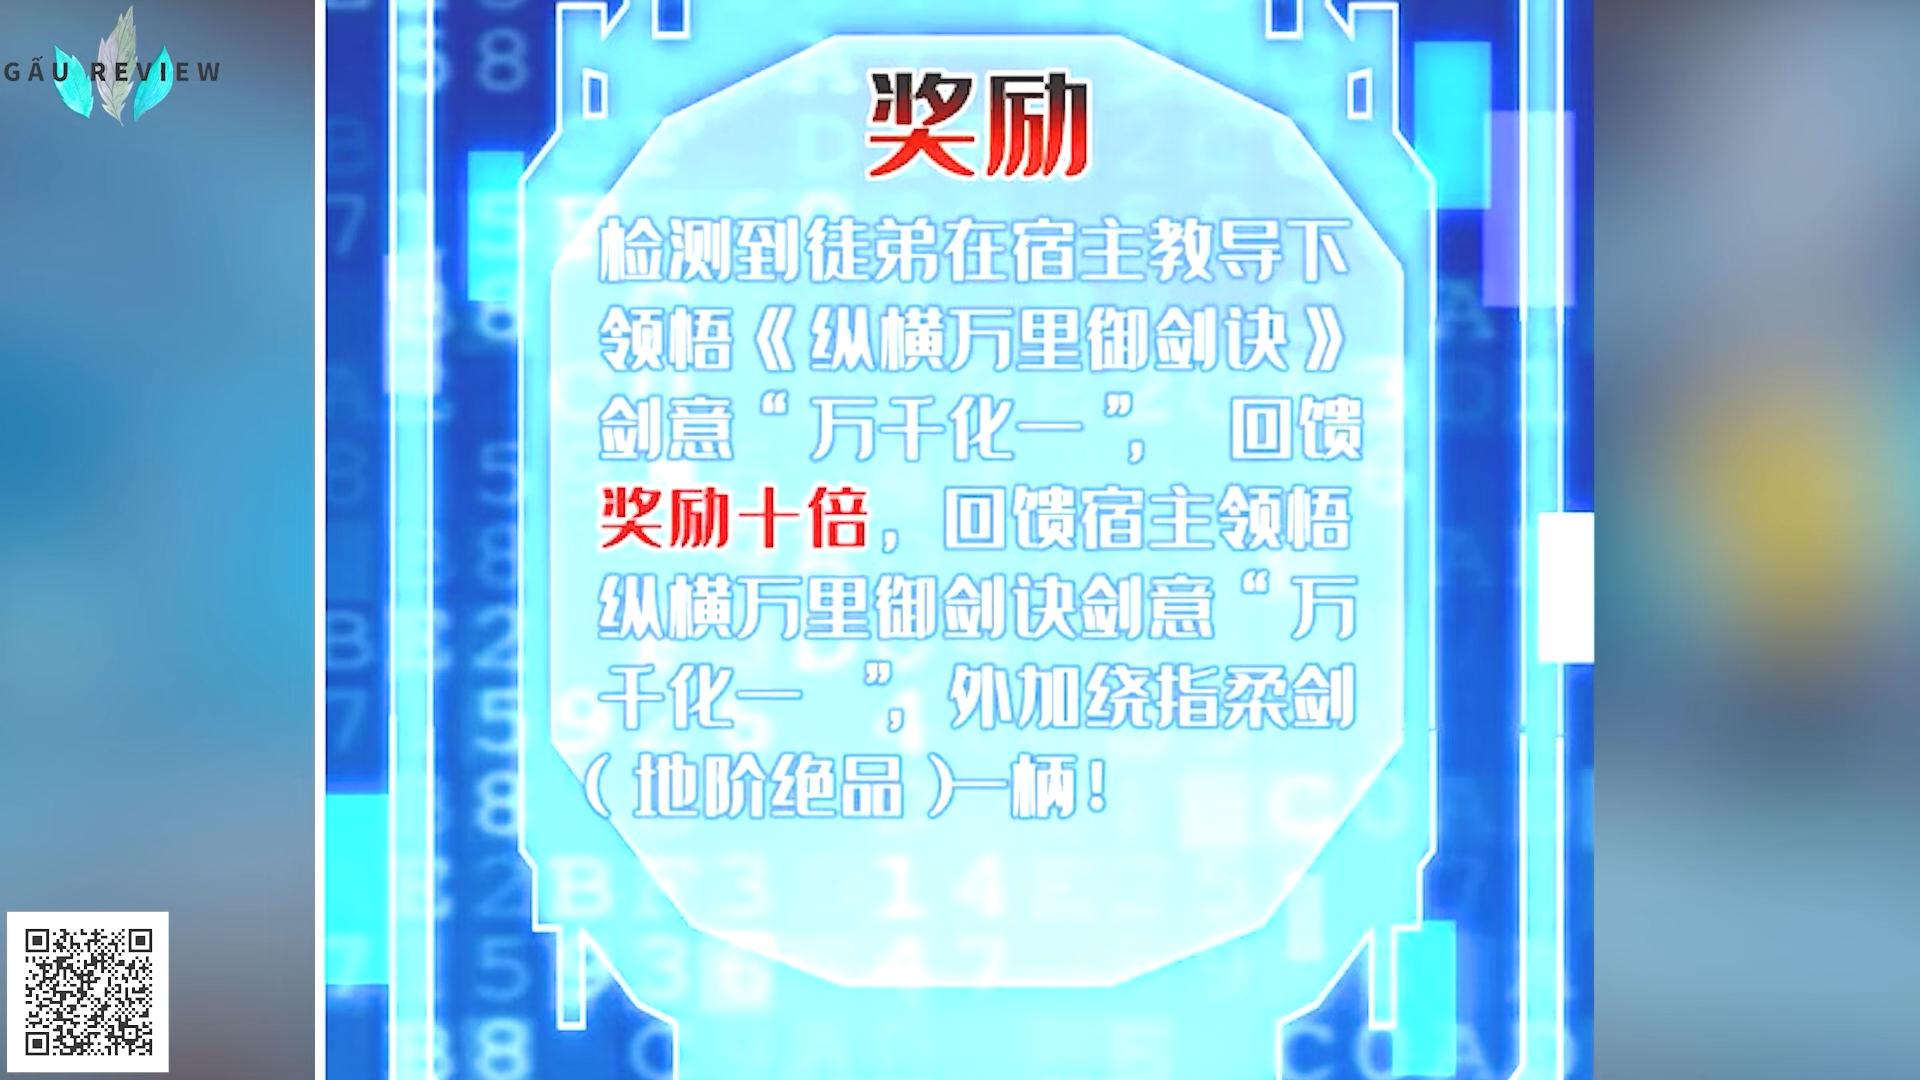 GẤU REVIEW
奖励
检测到徒弟在宿主教导下
领悟《纵横万里御剑诀》
剑意“万千化一”，回馈
奖励十倍，回馈宿主领悟
纵横万里御剑诀剑意“万
千化一”，外加绕指柔剑
（地阶绝品）一柄！